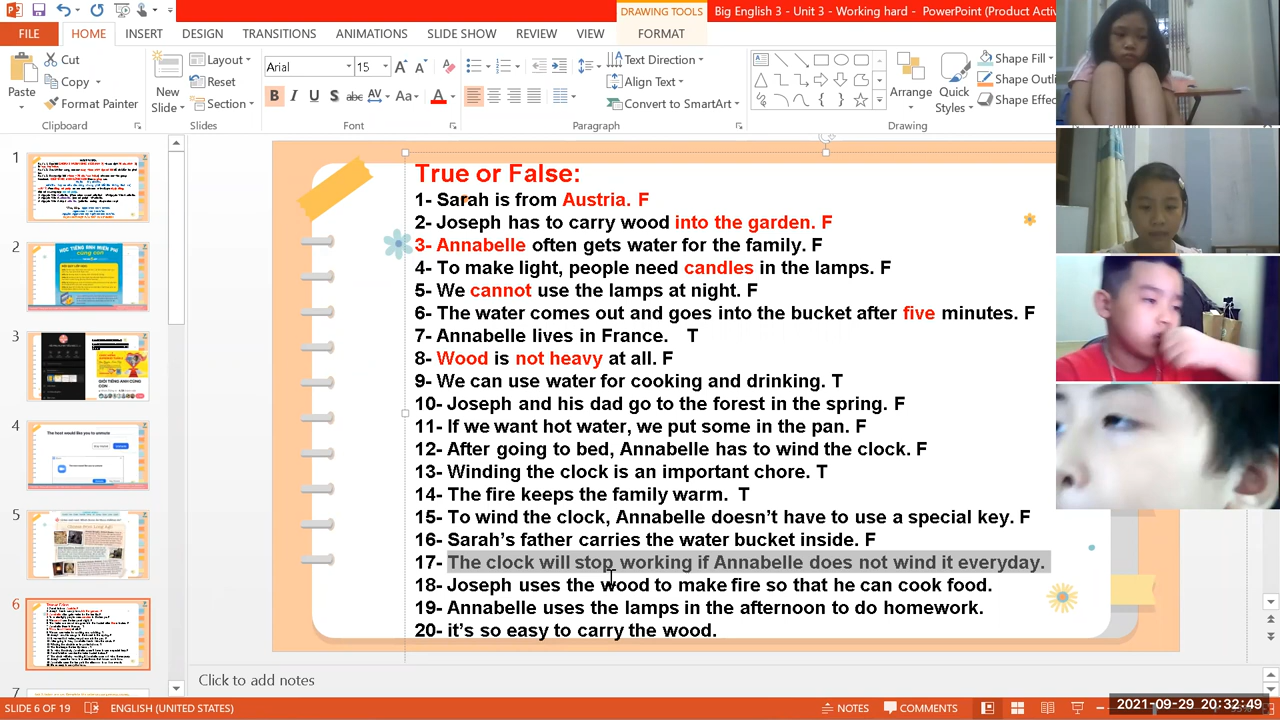 DRAWING TOOLS
Big English 3 - Unit 3 - Working hard - PowerPoint (Product Activ
FILE HOME INSERT DESIGN TRANSITIONS ANIMATIONS SLIDE SHOW REVIEW VIEW FORMAT
Cut
Copy
Format Painter
Paste
Clipboard
New Slide
Layout
Reset
Section
Slides
Arial 15
B I U S abc AV Aa A
Font
Text Direction
Align Text
Convert to SmartArt
Paragraph
Arrange
Quick Styles
Shape Fill
Shape Outli
Shape Effec
Drawing
1
2
3
4
5
6
7
True or False:
1- Sarah is from Austria. F
2- Joseph has to carry wood into the garden. F
3- Annabelle often gets water for the family. F
4- To make light, people need candles in the lamps. F
5- We cannot use the lamps at night. F
6- The water comes out and goes into the bucket after five minutes. F
7- Annabelle lives in France. T
8- Wood is not heavy at all. F
9- We can use water for cooking and drinking. T
10- Joseph and his dad go to the forest in the spring. F
11- If we want hot water, we put some in the pan. F
12- After going to bed, Annabelle has to wind the clock. F
13- Winding the clock is an important chore. T
14- The fire keeps the family warm. T
15- To wind the clock, Annabelle doesn't have to use a special key. F
16- Sarah's father carries the water bucket inside. F
17- The clock will stop working if Annabelle does not wind it everyday.
18- Joseph uses the wood to make fire so that he can cook food.
19- Annabelle uses the lamps in the afternoon to do homework.
20- it's so easy to carry the wood.
Click to add notes
SLIDE 6 OF 19 ENGLISH (UNITED STATES) NOTES COMMENTS
2021-09-29 20:32:49